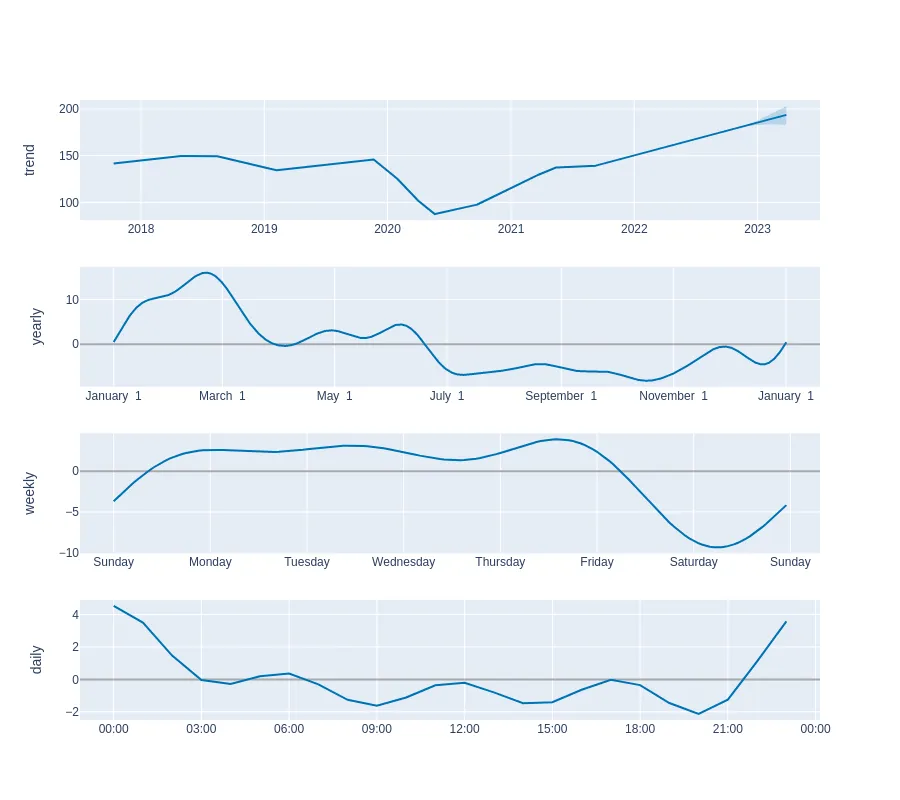 trend
200
150
100
2018 2019 2020 2021 2022 2023
yearly
10
0
January 1 March 1 May 1 July 1 September 1 November 1 January 1
weekly
0
−5
−10
Sunday Monday Tuesday Wednesday Thursday Friday Saturday Sunday
daily
4
2
0
−2
00:00 03:00 06:00 09:00 12:00 15:00 18:00 21:00 00:00